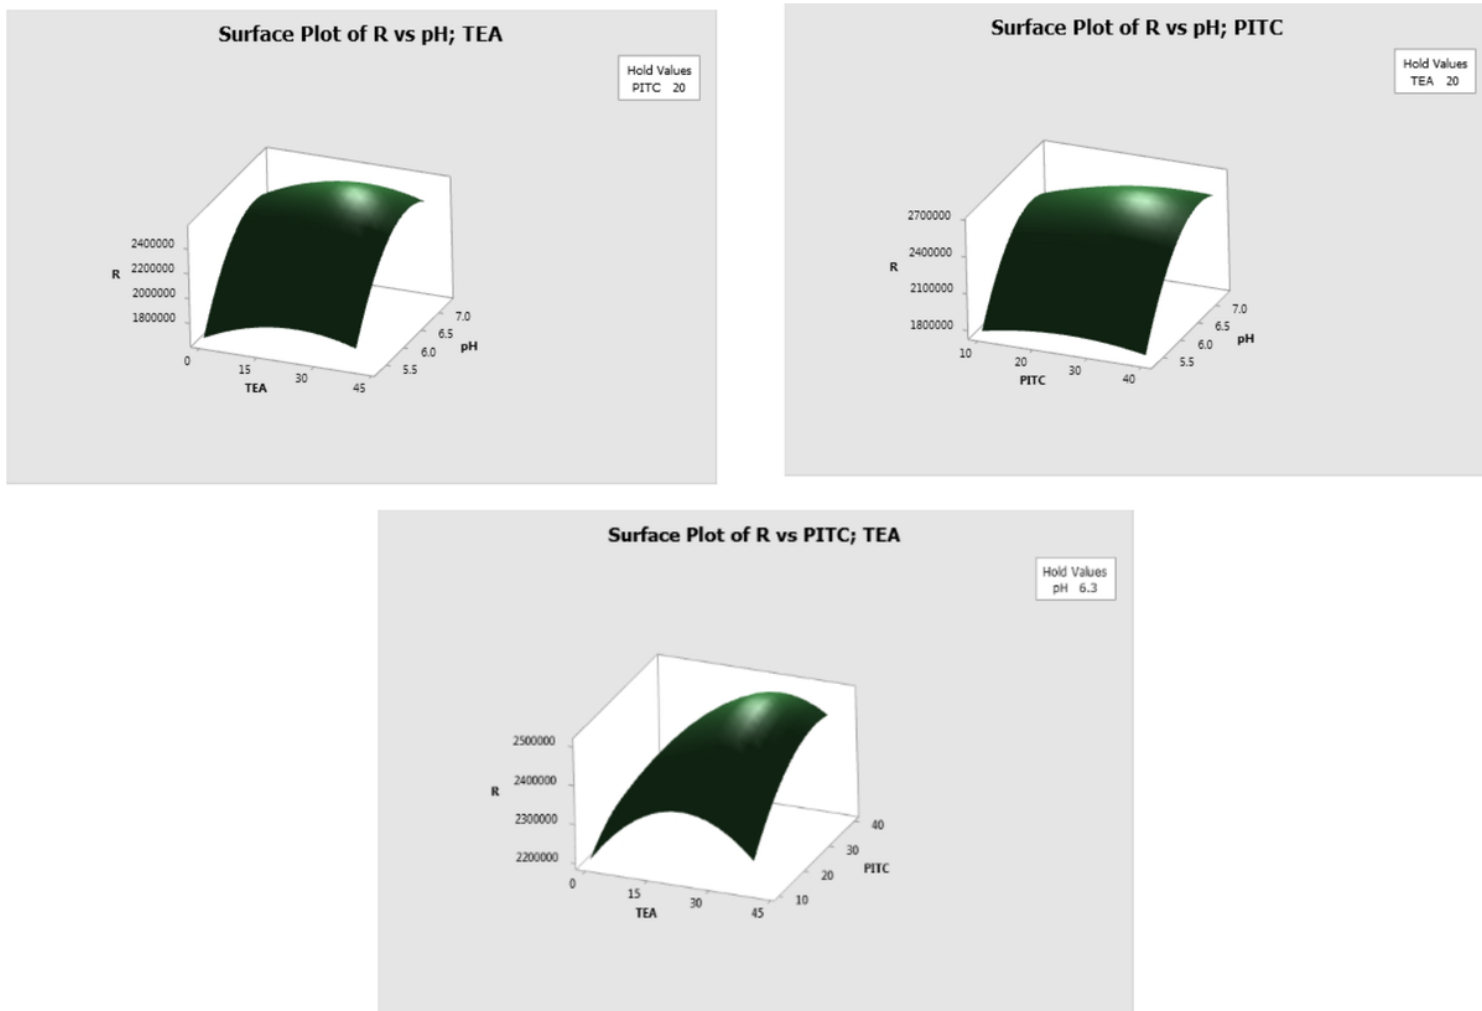 Surface Plot of R vs pH; TEA
Hold Values
PITC 20
2400000
2200000
2000000
1800000
R
0
15
30
45
TEA
5.5
6.0
6.5
7.0
pH
Surface Plot of R vs pH; PITC
Hold Values
TEA 20
2700000
2400000
2100000
1800000
R
10
20
30
40
PITC
5.5
6.0
6.5
7.0
pH
Surface Plot of R vs PITC; TEA
Hold Values
pH 6.3
2500000
2400000
2300000
2200000
R
0
15
30
45
TEA
10
20
30
40
PITC